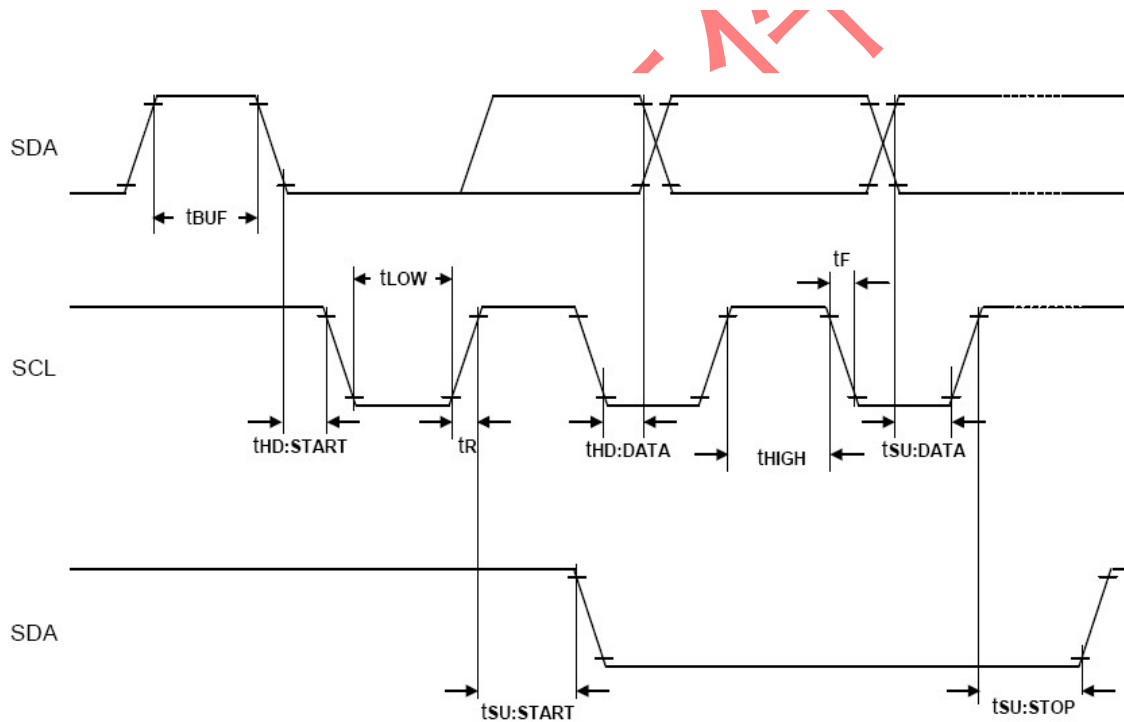 SDA
tBUF
tLOW
tF
SCL
tHD:START
tR
tHD:DATA
tHIGH
tSU:DATA
SDA
tSU:START
tSU:STOP